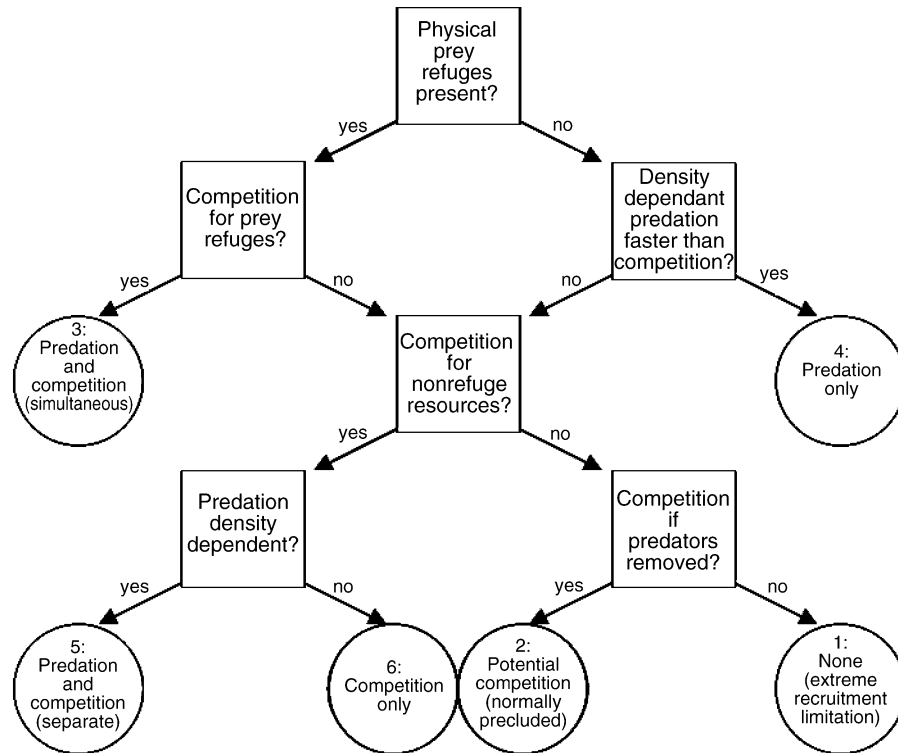 Physical
prey
refuges
present?
yes
no
Competition
for prey
refuges?
Density
dependant
predation
faster than
competition?
yes
no
no
yes
3:
Predation
and
competition
(simultaneous)
Competition
for
nonrefuge
resources?
4:
Predation
only
yes
no
Predation
density
dependent?
Competition
if
predators
removed?
yes
no
yes
no
5:
Predation
and
competition
(separate)
6:
Competition
only
2:
Potential
competition
(normally
precluded)
1:
None
(extreme
recruitment
limitation)